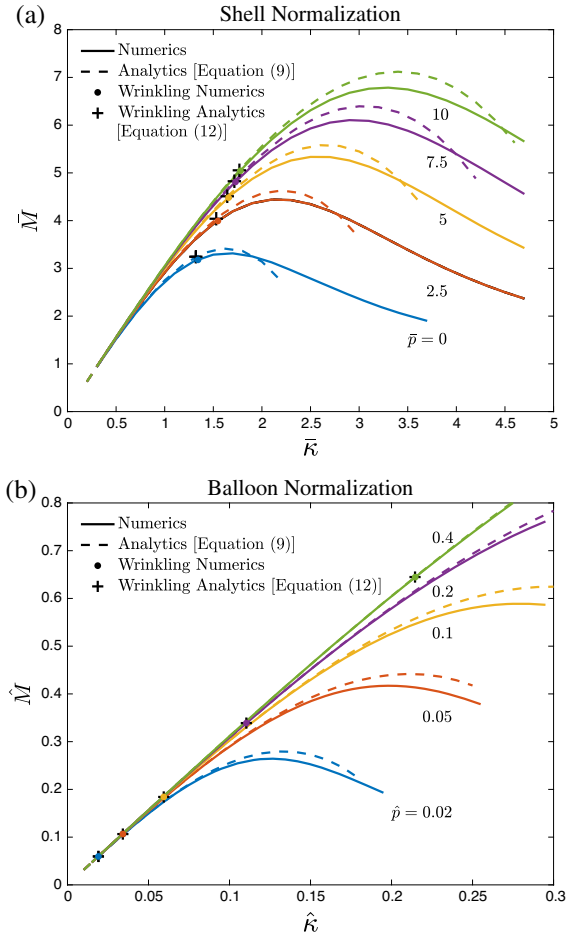 (a) Shell Normalization
8
7
6
5
4
3
2
1
0
M̄
Numerics
Analytics [Equation (9)]
Wrinkling Numerics
Wrinkling Analytics
[Equation (12)]
10
7.5
5
2.5
p̄ = 0
0 0.5 1 1.5 2 2.5 3 3.5 4 4.5 5
κ̄
(b) Balloon Normalization
0.8
0.7
0.6
0.5
0.4
0.3
0.2
0.1
0
M̂
Numerics
Analytics [Equation (9)]
Wrinkling Numerics
Wrinkling Analytics [Equation (12)]
0.4
0.2
0.1
0.05
p̂ = 0.02
0 0.05 0.1 0.15 0.2 0.25 0.3
κ̂